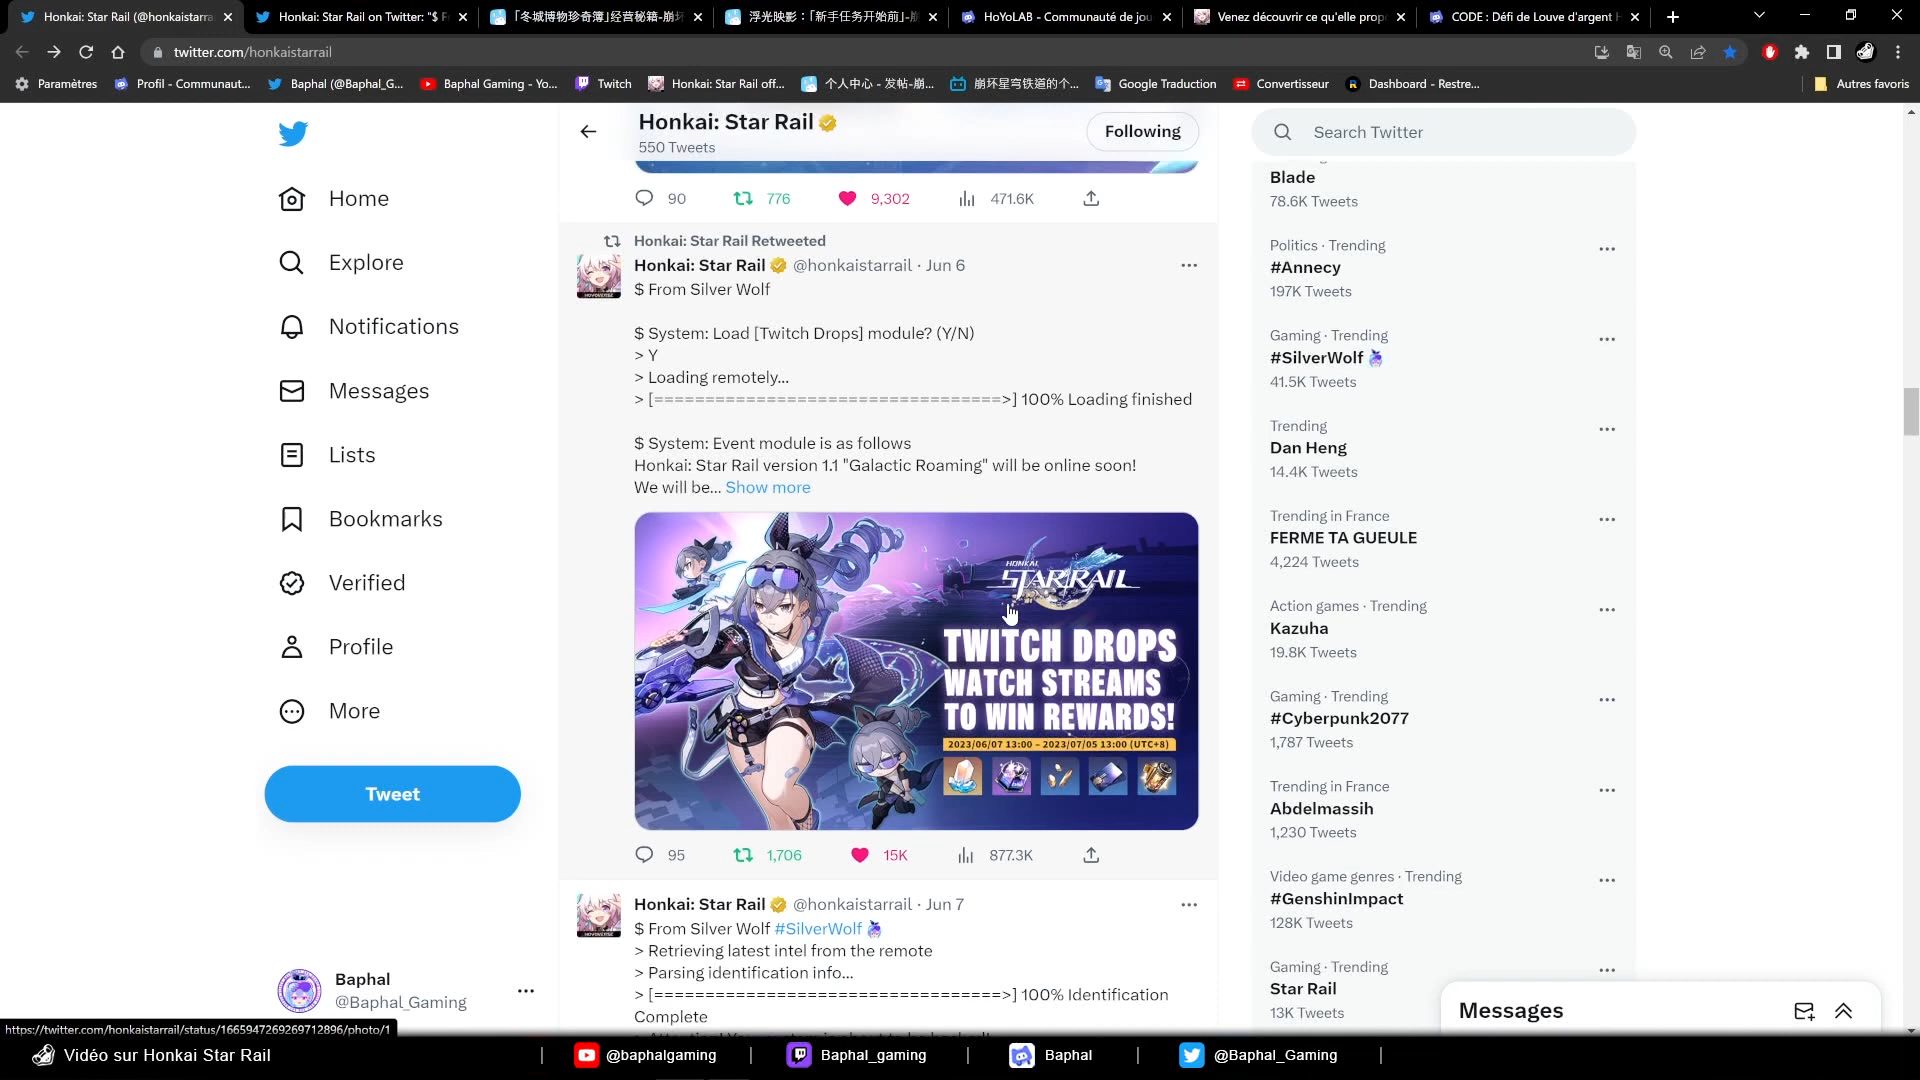 Honkai: Star Rail (@honkaistarra
Honkai: Star Rail on Twitter: "$ F
「冬城博物珍奇簿」经营秘籍-崩坏
浮光映影：「新手任务开始前」-崩
HoYoLAB - Communauté de jou
Venez découvrir ce qu'elle prop
CODE : Défi de Louve d'argent H
twitter.com/honkaistarrail
Paramètres
Profil - Communaut...
Baphal (@Baphal_G...
Baphal Gaming - Yo...
Twitch
Honkai: Star Rail off...
个人中心 - 发帖-崩...
崩坏星穹铁道的个...
Google Traduction
Convertisseur
Dashboard - Restre...
Autres favoris
Home
Explore
Notifications
Messages
Lists
Bookmarks
Verified
Profile
More
Tweet
Baphal
@Baphal_Gaming
https://twitter.com/honkaistarrail/status/1665947269269712896/photo/1
Honkai: Star Rail
550 Tweets
Following
90
776
9,302
471.6K
Honkai: Star Rail Retweeted
Honkai: Star Rail @honkaistarrail · Jun 6
$ From Silver Wolf
$ System: Load [Twitch Drops] module? (Y/N)
> Y
> Loading remotely...
> [==================================>] 100% Loading finished
$ System: Event module is as follows
Honkai: Star Rail version 1.1 "Galactic Roaming" will be online soon!
We will be... Show more
HONKAI
STAR RAIL
TWITCH DROPS
WATCH STREAMS
TO WIN REWARDS!
2023/06/07 13:00 – 2023/07/05 13:00 (UTC+8)
95
1,706
15K
877.3K
Honkai: Star Rail @honkaistarrail · Jun 7
$ From Silver Wolf #SilverWolf
> Retrieving latest intel from the remote
> Parsing identification info...
> [==================================>] 100% Identification
Complete
Search Twitter
Blade
78.6K Tweets
Politics · Trending
#Annecy
197K Tweets
Gaming · Trending
#SilverWolf
41.5K Tweets
Trending
Dan Heng
14.4K Tweets
Trending in France
FERME TA GUEULE
4,224 Tweets
Action games · Trending
Kazuha
19.8K Tweets
Gaming · Trending
#Cyberpunk2077
1,787 Tweets
Trending in France
Abdelmassih
1,230 Tweets
Video game genres · Trending
#GenshinImpact
128K Tweets
Gaming · Trending
Star Rail
13K Tweets
Messages
Vidéo sur Honkai Star Rail
@baphalgaming
Baphal_gaming
Baphal
@Baphal_Gaming